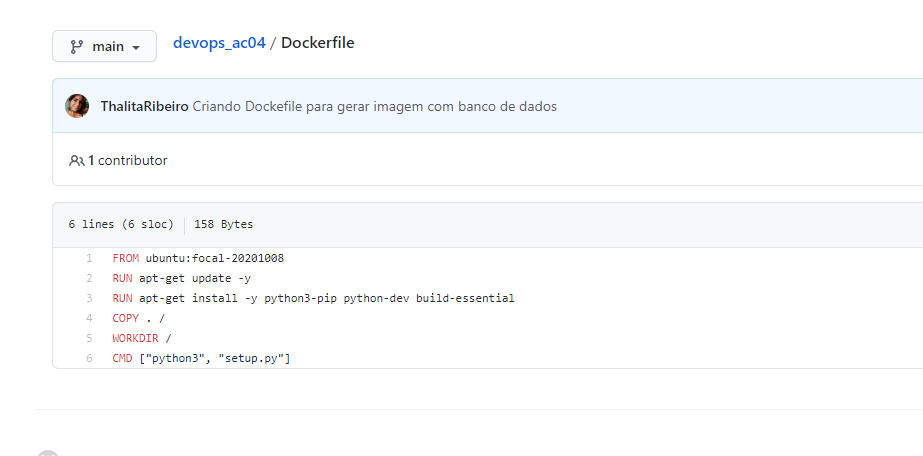 main
devops_ac04 / Dockerfile
ThalitaRibeiro Criando Dockefile para gerar imagem com banco de dados
1 contributor
6 lines (6 sloc) 158 Bytes
1 FROM ubuntu:focal-20201008
2 RUN apt-get update -y
3 RUN apt-get install -y python3-pip python-dev build-essential
4 COPY . /
5 WORKDIR /
6 CMD ["python3", "setup.py"]